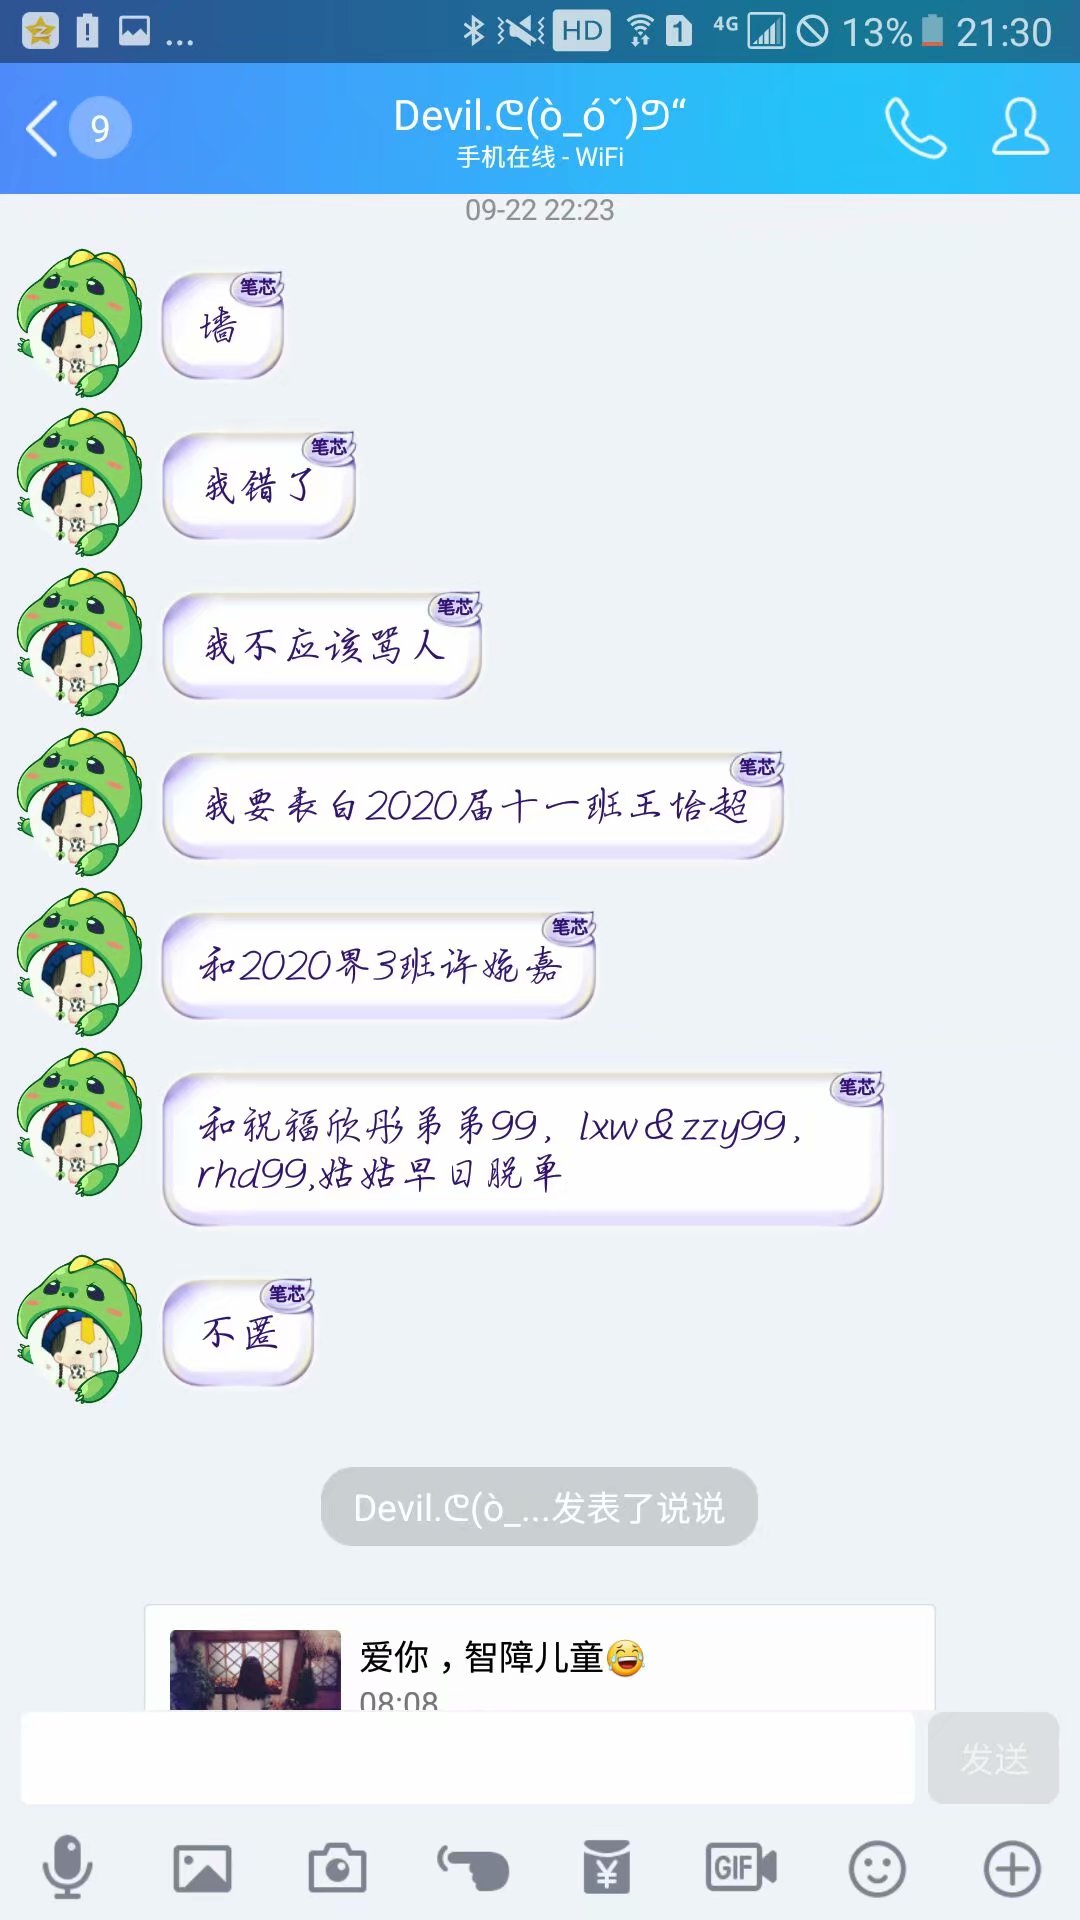 HD
1
4G
13%
21:30
9
Devil.ᕦ(ò_óˇ)ᕤ“
手机在线 - WiFi
09-22 22:23
笔芯
墙
笔芯
我错了
笔芯
我不应该骂人
笔芯
我要表白2020届十一班王怡超
笔芯
和2020界3班许婉嘉
笔芯
和祝福欣彤弟弟99，lxw&zzy99，
rhd99,姑姑早日脱单
笔芯
不匿
Devil.ᕦ(ò_...发表了说说
爱你，智障儿童😂
08:08
发送
GIF